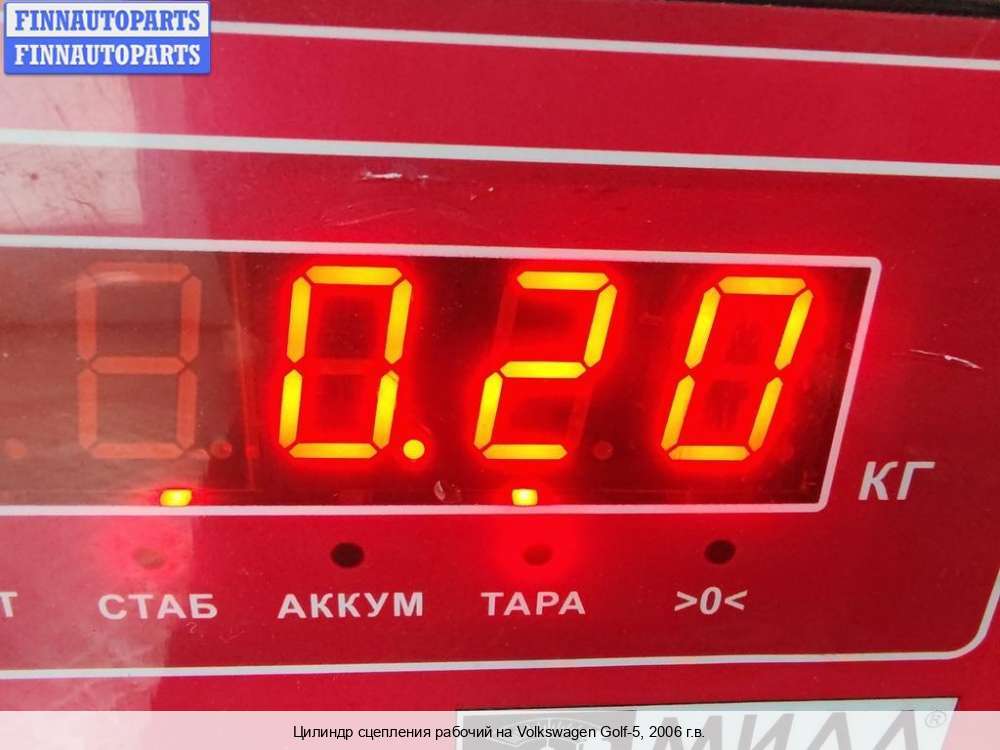 FINNAUTOPARTS
FINNAUTOPARTS
0.20
КГ
СТАБ АККУМ ТАРА >0<
Цилиндр сцепления рабочий на Volkswagen Golf-5, 2006 г.в.